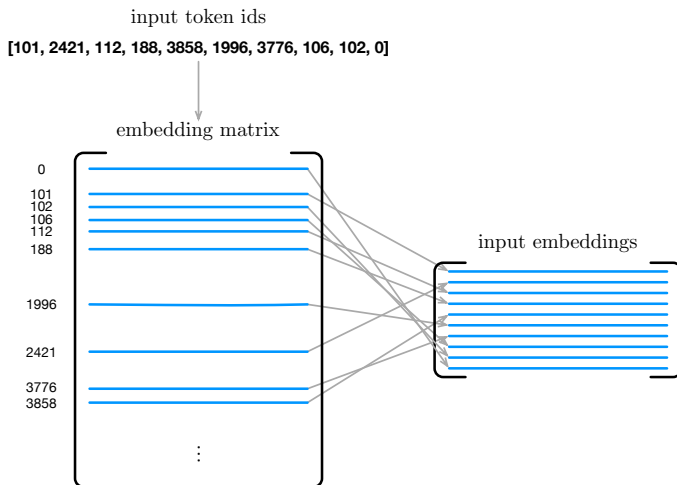 input token ids
[101, 2421, 112, 188, 3858, 1996, 3776, 106, 102, 0]
embedding matrix
0
101
102
106
112
188
input embeddings
1996
2421
3776
3858
⋮